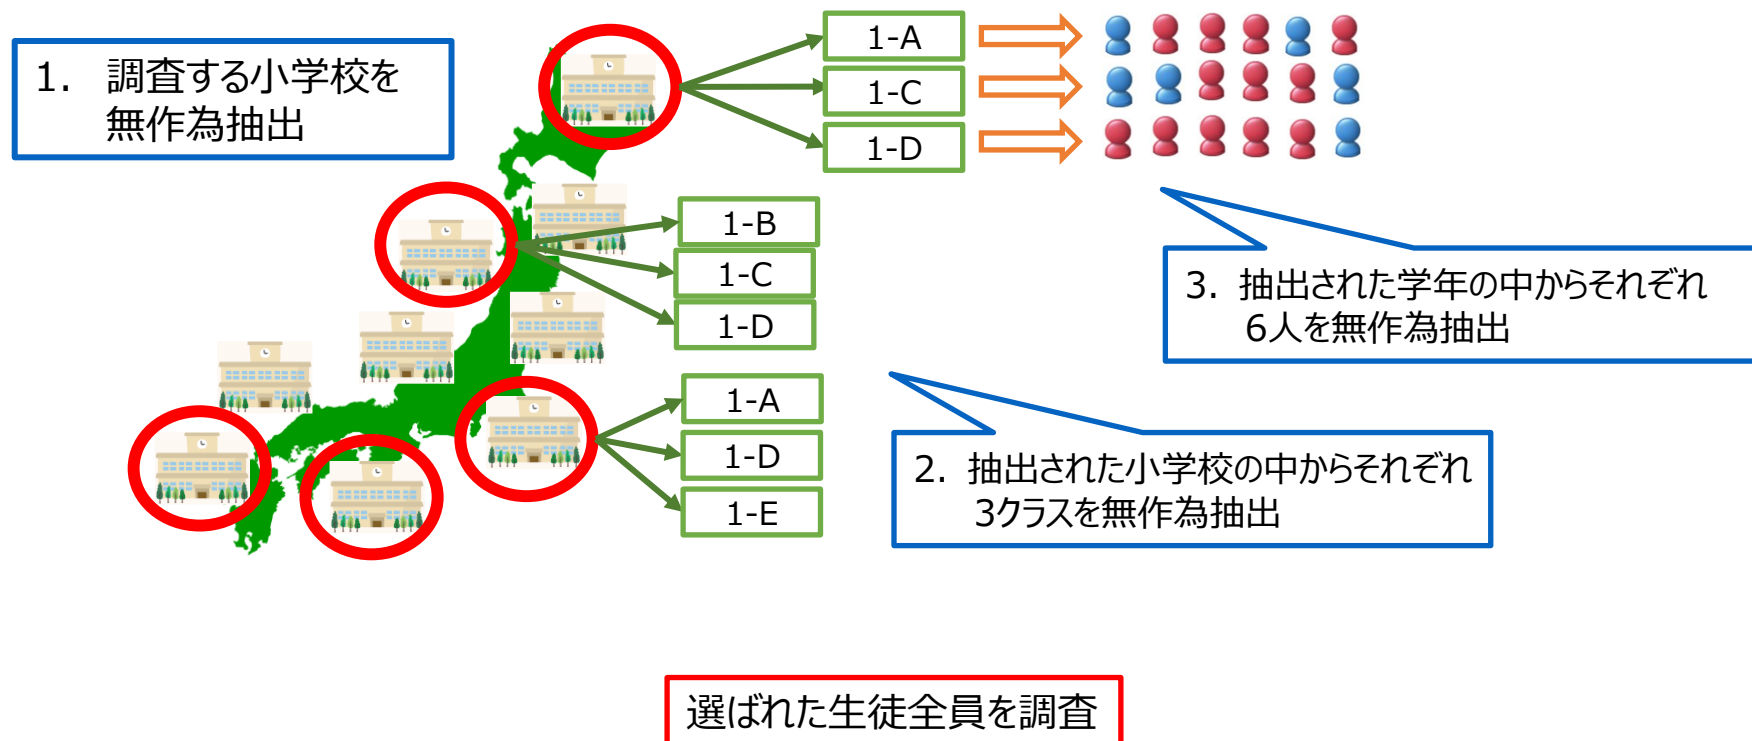 1. 調査する小学校を
無作為抽出
1-A
1-C
1-D
1-B
1-C
1-D
3. 抽出された学年の中からそれぞれ
6人を無作為抽出
1-A
1-D
1-E
2. 抽出された小学校の中からそれぞれ
3クラスを無作為抽出
選ばれた生徒全員を調査